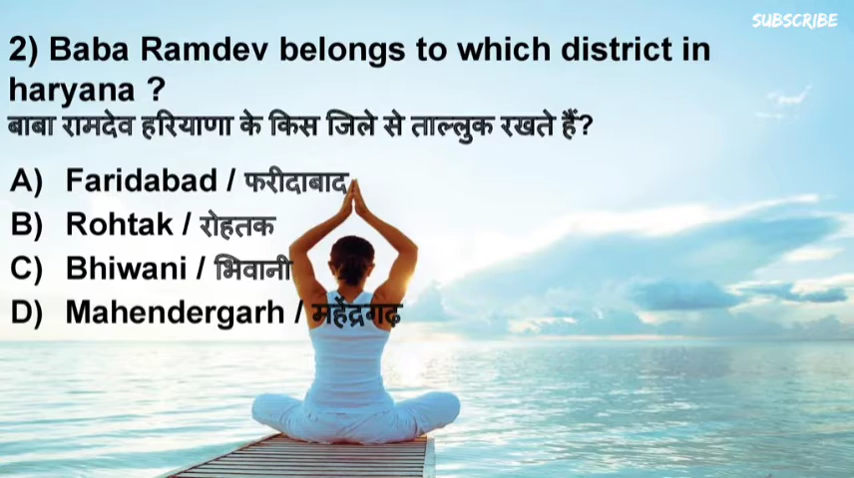 SUBSCRIBE
2) Baba Ramdev belongs to which district in
haryana ?
बाबा रामदेव हरियाणा के किस जिले से ताल्लुक रखते हैं?
A) Faridabad / फरीदाबाद
B) Rohtak / रोहतक
C) Bhiwani / भिवानी
D) Mahendergarh / महेंद्रगढ़